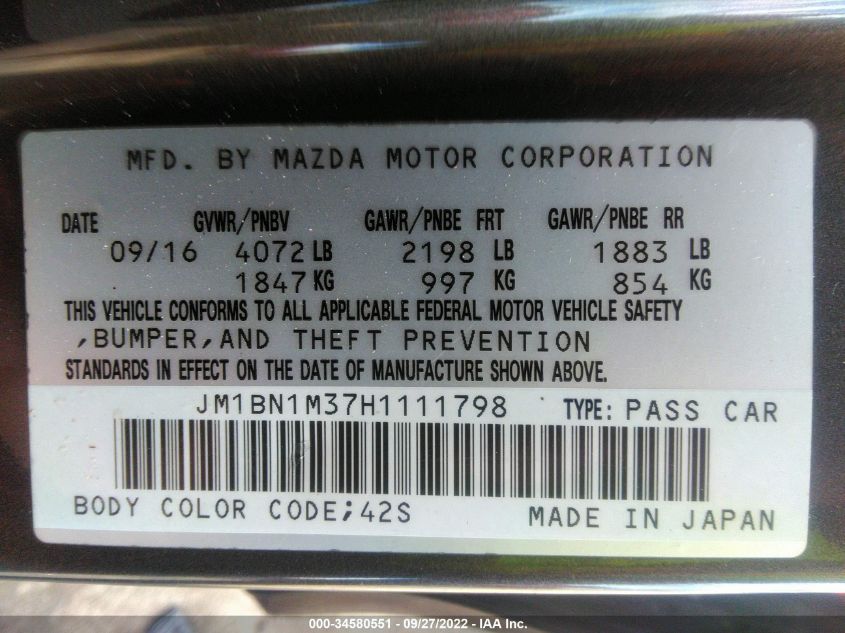 MFD. BY MAZDA MOTOR CORPORATION
DATE GVWR/PNBV GAWR/PNBE FRT GAWR/PNBE RR
09/16 4072 LB 2198 LB 1883 LB
1847 KG 997 KG 854 KG
THIS VEHICLE CONFORMS TO ALL APPLICABLE FEDERAL MOTOR VEHICLE SAFETY
,BUMPER,AND THEFT PREVENTION
STANDARDS IN EFFECT ON THE DATE OF MANUFACTURE SHOWN ABOVE.
JM1BN1M37H1111798 TYPE: PASS CAR
BODY COLOR CODE;42S MADE IN JAPAN
000-34580551 - 09/27/2022 - IAA Inc.